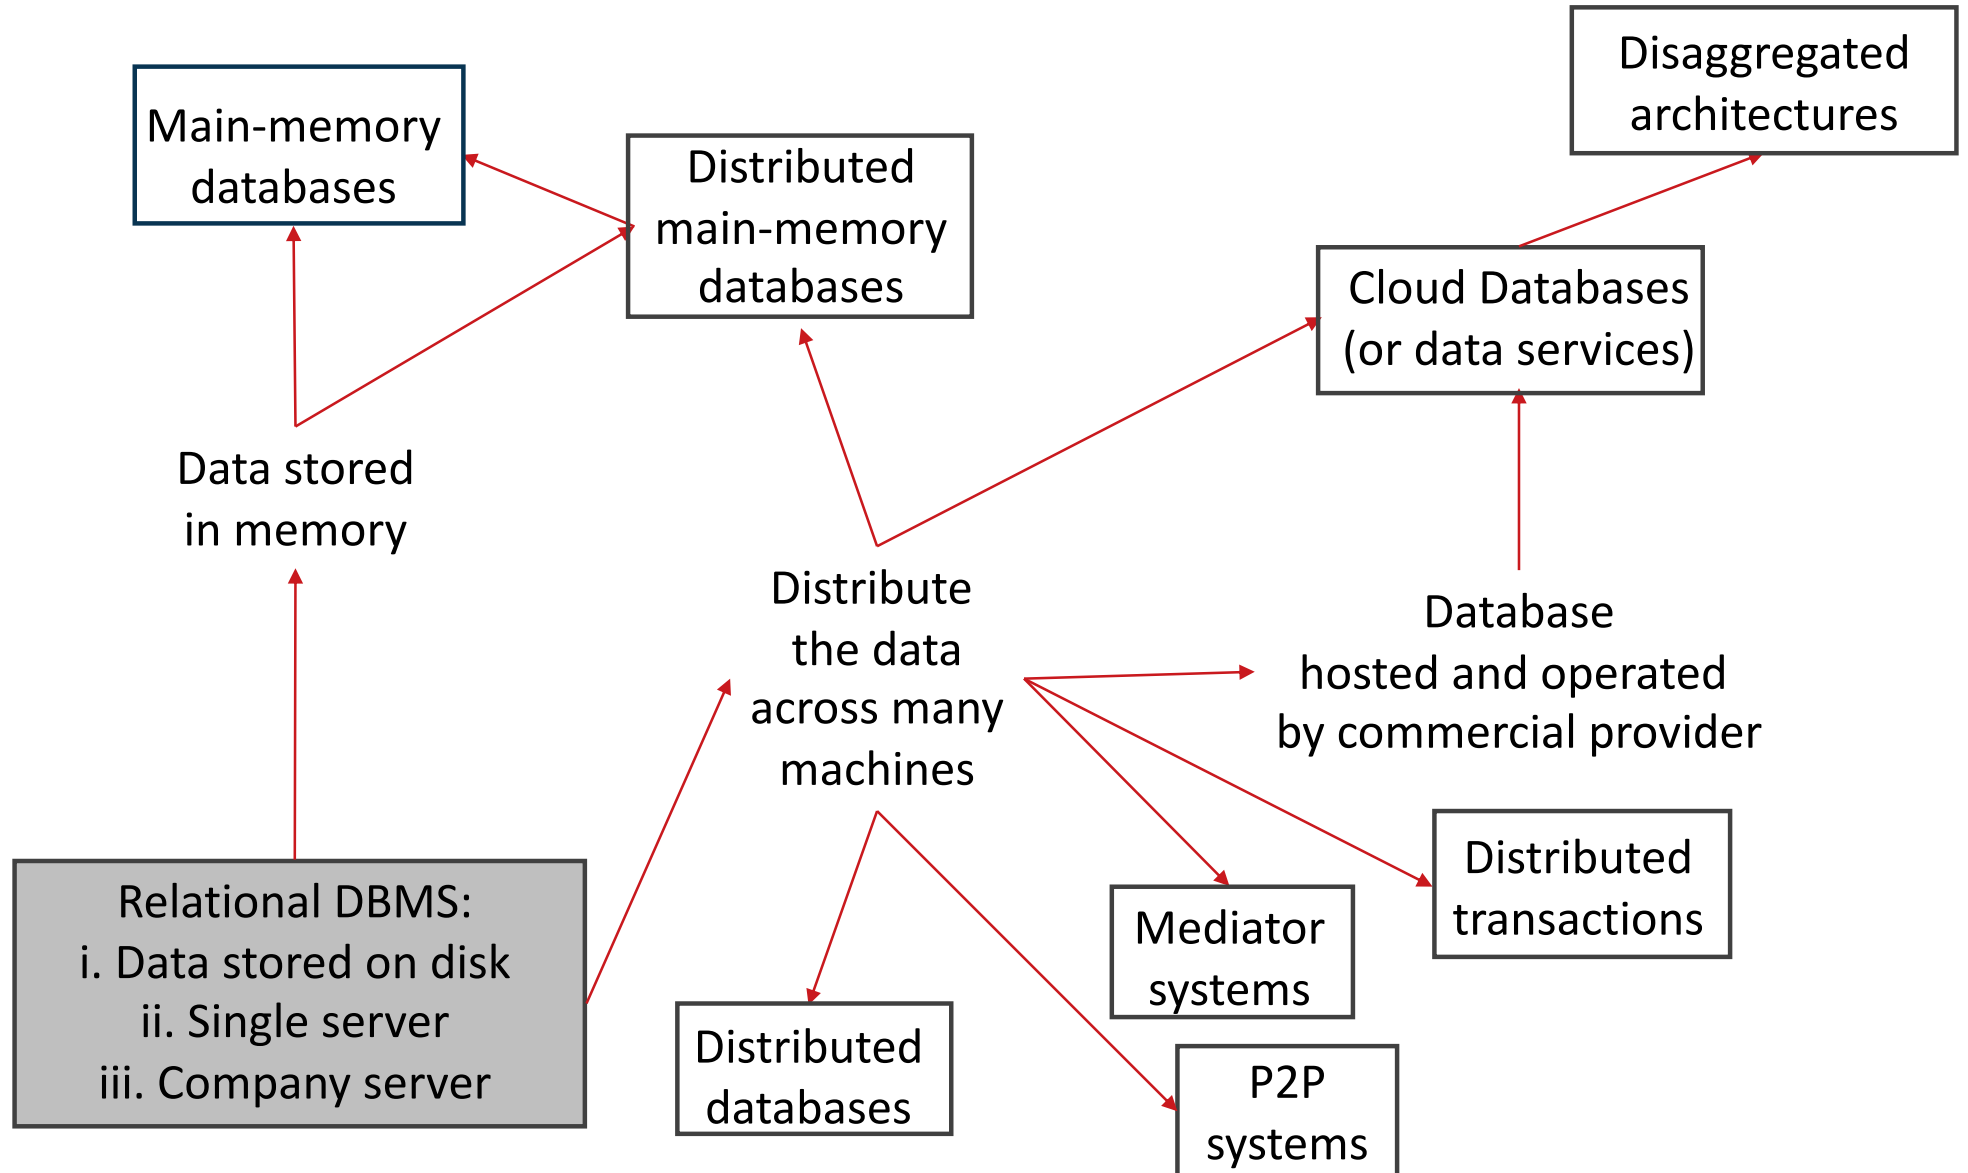 Disaggregated
architectures
Main-memory
databases
Distributed
main-memory
databases
Cloud Databases
(or data services)
Data stored
in memory
Distribute
the data
across many
machines
Database
hosted and operated
by commercial provider
Relational DBMS:
i. Data stored on disk
ii. Single server
iii. Company server
Distributed
transactions
Mediator
systems
Distributed
databases
P2P
systems